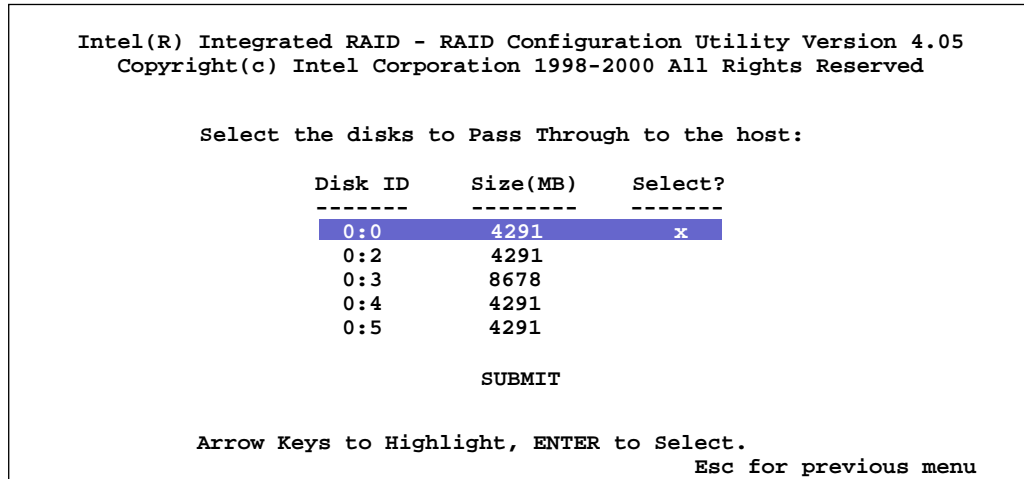 Intel(R) Integrated RAID - RAID Configuration Utility Version 4.05
Copyright(c) Intel Corporation 1998-2000 All Rights Reserved
Select the disks to Pass Through to the host:
Disk ID Size(MB) Select?
------- -------- -------
0:0 4291 x
0:2 4291
0:3 8678
0:4 4291
0:5 4291
SUBMIT
Arrow Keys to Highlight, ENTER to Select.
Esc for previous menu